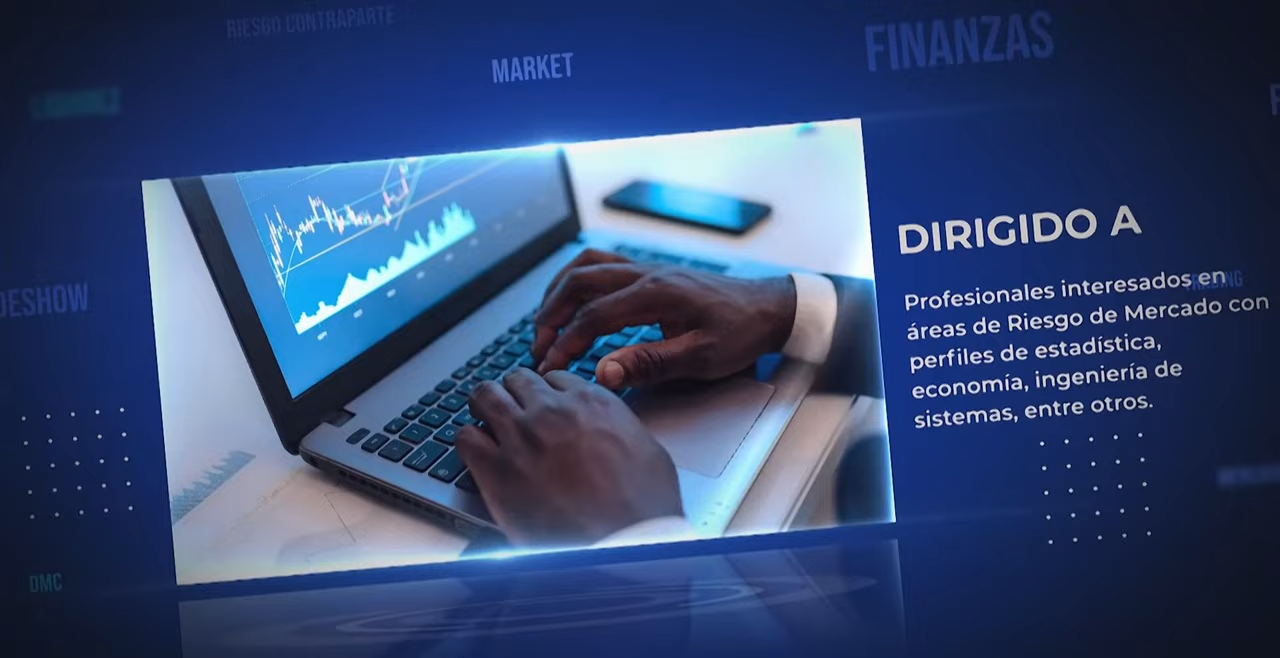 RIESGO CONTRAPARTE
MARKET
FINANZAS
DIRIGIDO A
Profesionales interesados en
áreas de Riesgo de Mercado con
perfiles de estadística,
economía, ingeniería de
sistemas, entre otros.
DESHOW
DMC